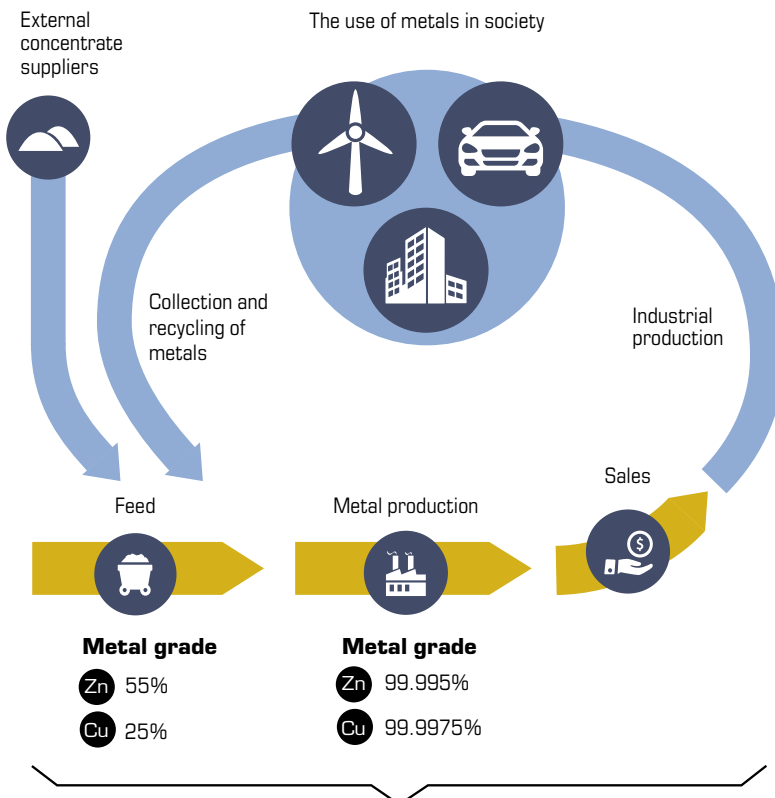 External
concentrate
suppliers
The use of metals in society
Collection and
recycling of
metals
Industrial
production
Feed
Metal production
Sales
$
Metal grade
Zn 55%
Cu 25%
Metal grade
Zn 99.995%
Cu 99.9975%